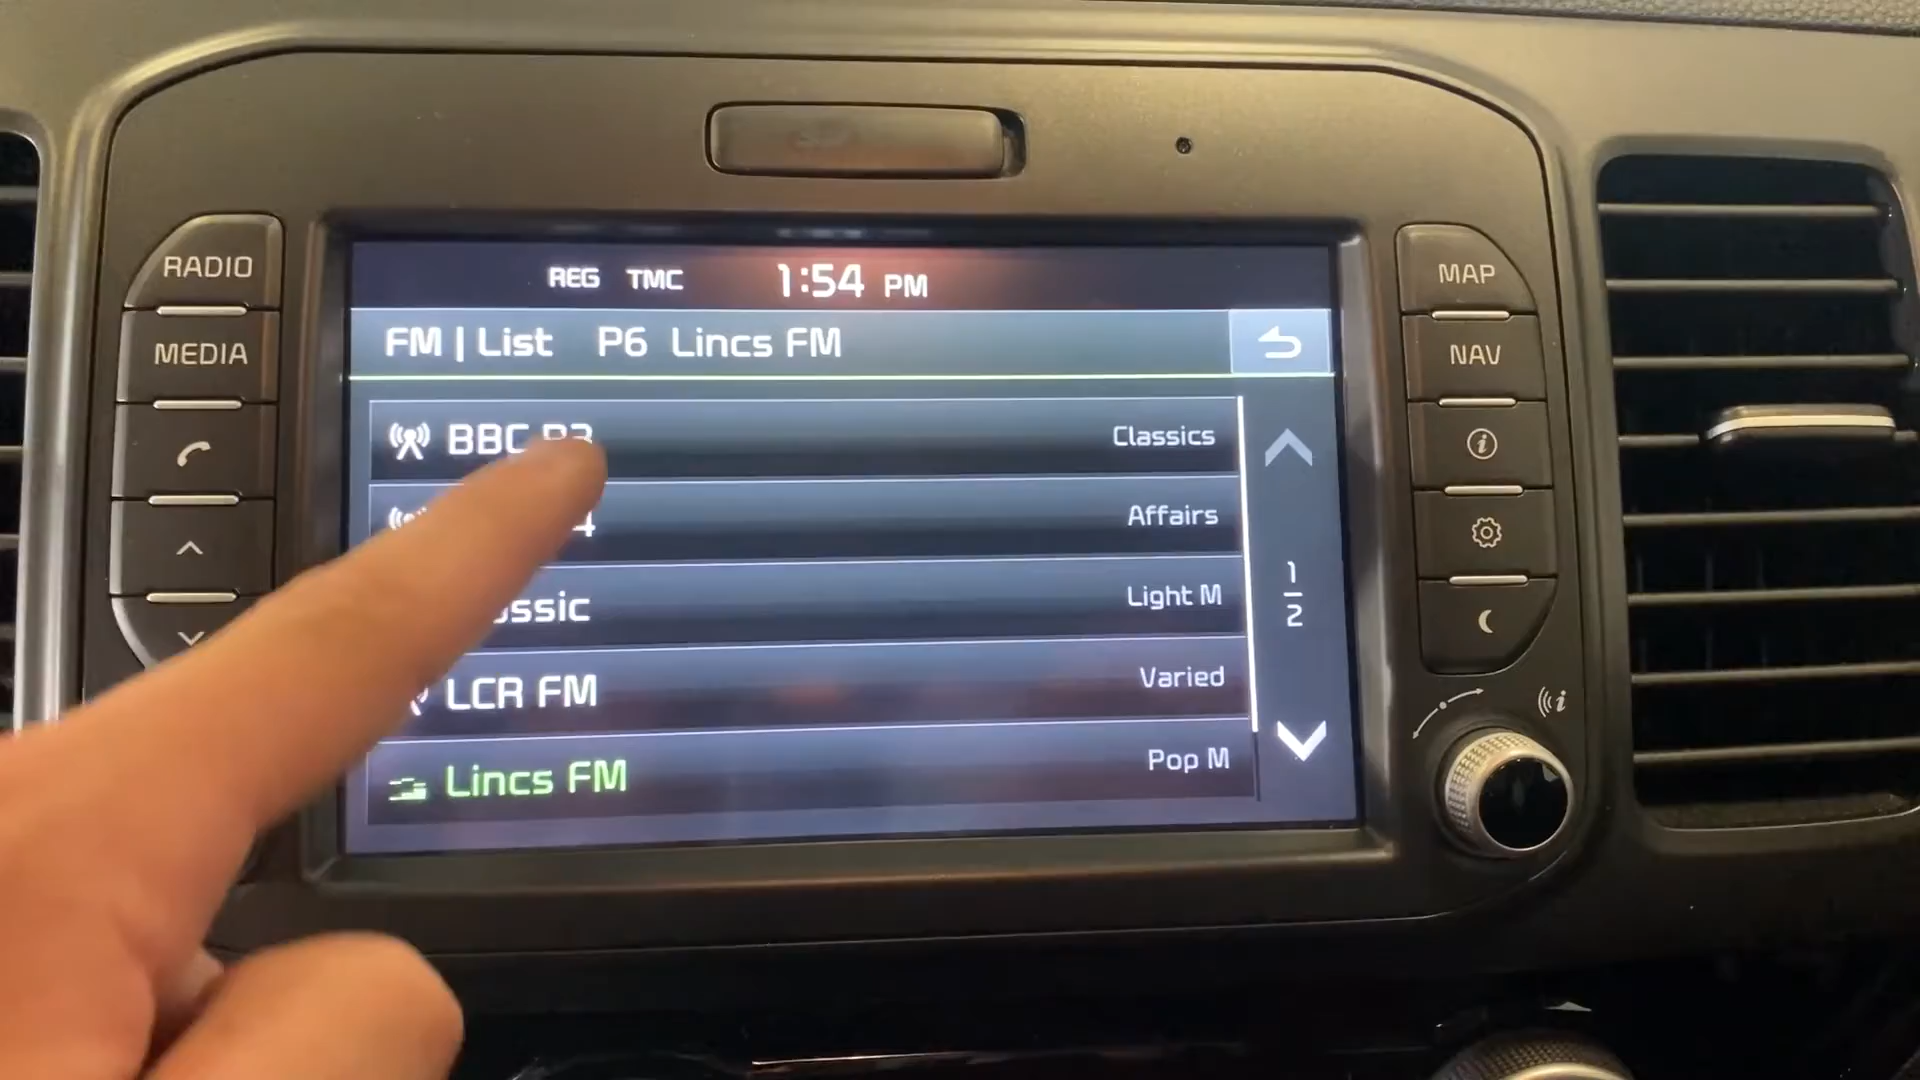 RADIO
MEDIA
REG TMC 1:54 PM
FM | List P6 Lincs FM
BBC R3 Classics
4 Affairs
ssic Light M
LCR FM Varied
Lincs FM Pop M
1
2
MAP
NAV
i
i